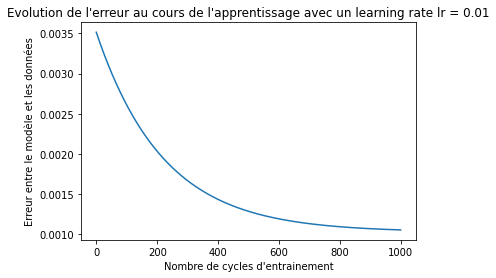 Evolution de l'erreur au cours de l'apprentissage avec un learning rate lr = 0.01
Erreur entre le modèle et les données
0.0035
0.0030
0.0025
0.0020
0.0015
0.0010
0 200 400 600 800 1000
Nombre de cycles d'entrainement